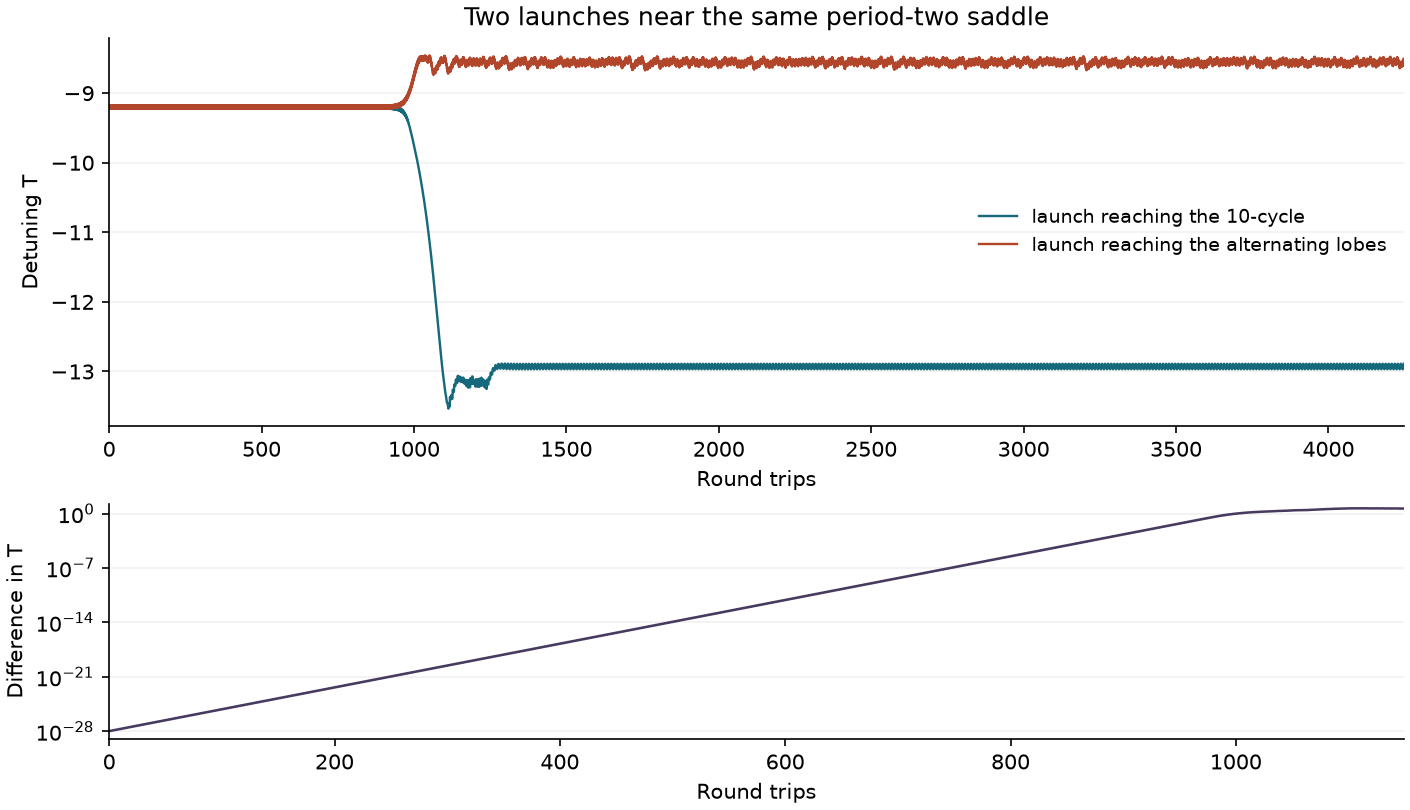 Two launches near the same period-two saddle
Detuning T
−9
−10
−11
−12
−13
launch reaching the 10-cycle
launch reaching the alternating lobes
0 500 1000 1500 2000 2500 3000 3500 4000
Round trips
Difference in T
10⁰
10⁻⁷
10⁻¹⁴
10⁻²¹
10⁻²⁸
0 200 400 600 800 1000
Round trips